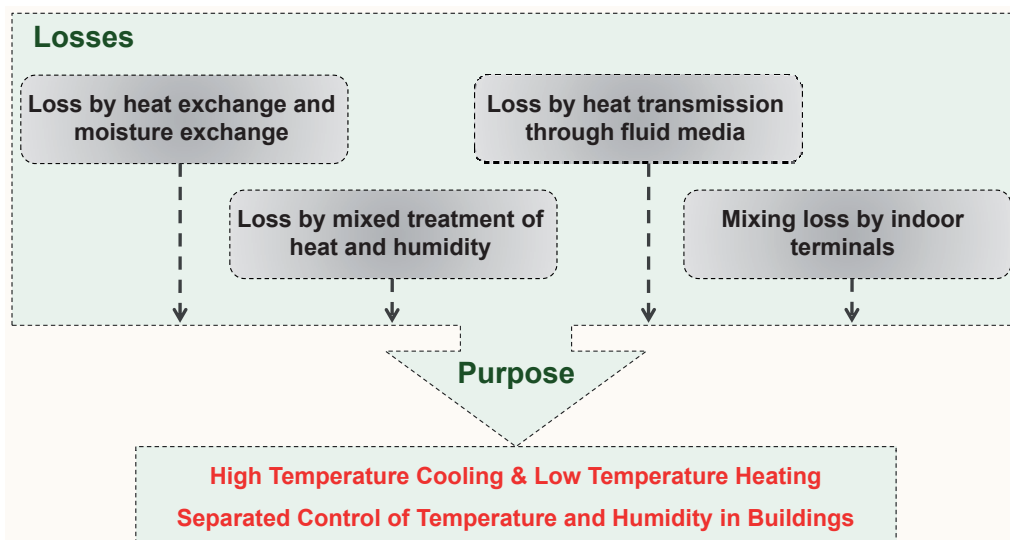 Losses
Loss by heat exchange and
moisture exchange
Loss by heat transmission
through fluid media
Loss by mixed treatment of
heat and humidity
Mixing loss by indoor
terminals
Purpose
High Temperature Cooling & Low Temperature Heating
Separated Control of Temperature and Humidity in Buildings